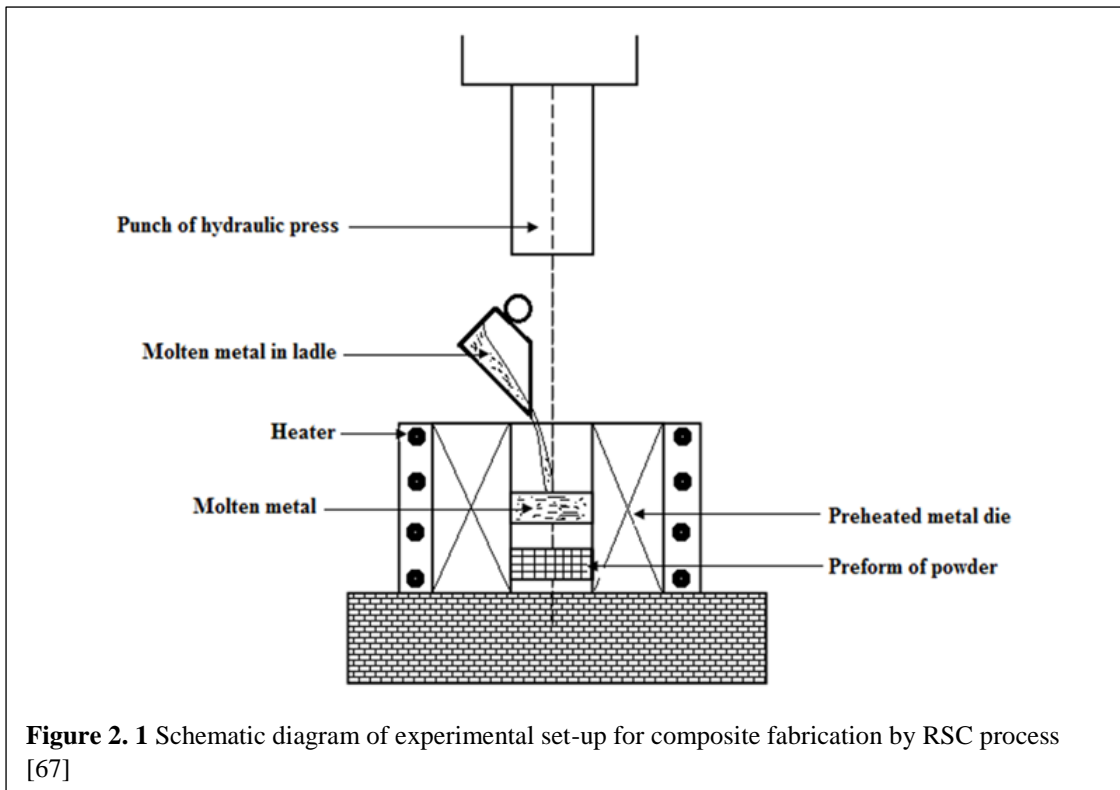 Punch of hydraulic press
Molten metal in ladle
Heater
Molten metal
Preheated metal die
Preform of powder
Figure 2. 1 Schematic diagram of experimental set-up for composite fabrication by RSC process
[67]